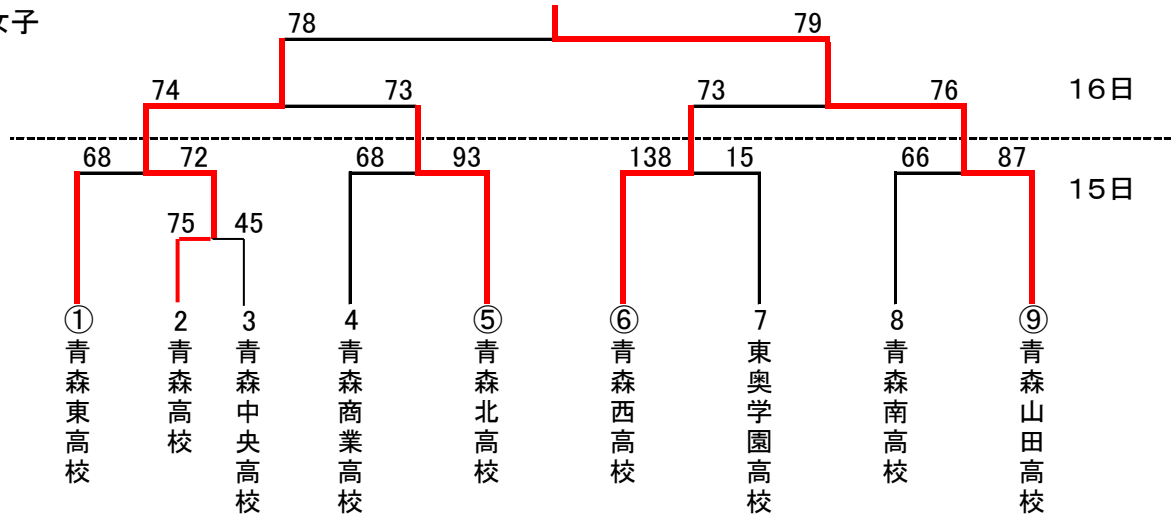 女子
78 79
74 73 73 76 16日
68 72 68 93 138 15 66 87
15日
75 45
① 2 3 4 ⑤ ⑥ 7 8 ⑨
青森東高校
青森高校
青森中央高校
青森商業高校
青森北高校
青森西高校
東奥学園高校
青森南高校
青森山田高校